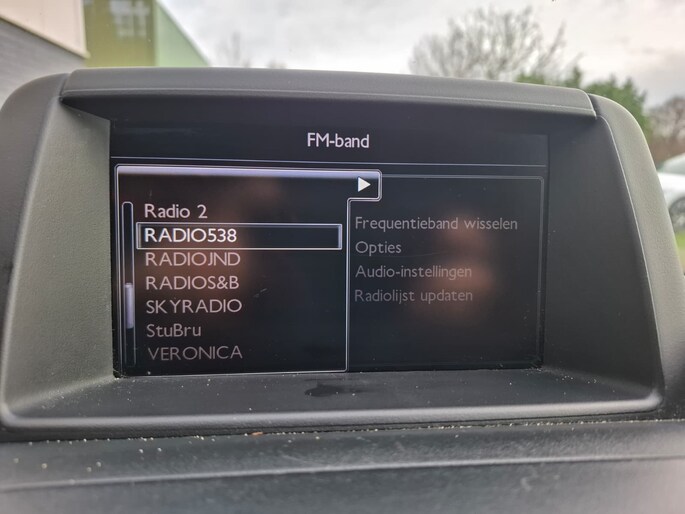 FM-band
Radio 2
RADIO538
RADIOJND
RADIOS&B
SKYRADIO
StuBru
VERONICA
Frequentieband wisselen
Opties
Audio-instellingen
Radiolijst updaten